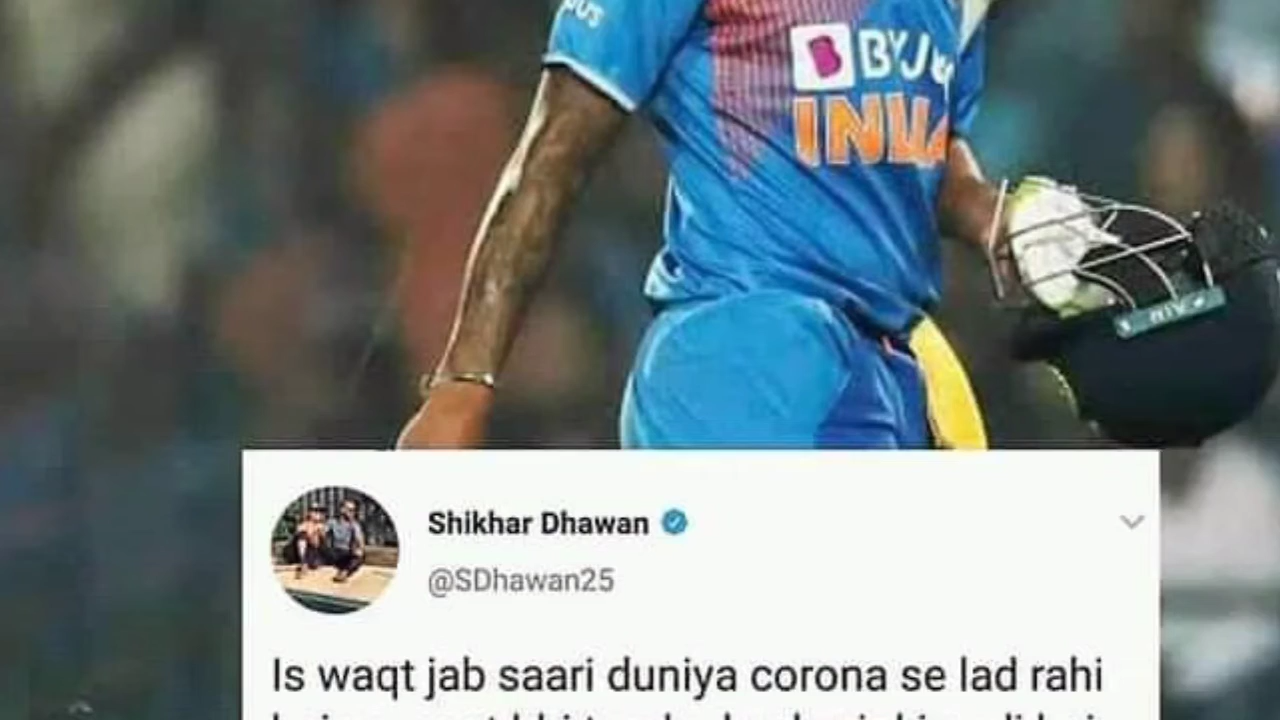 BYJU
INDIA
Shikhar Dhawan
@SDhawan25
Is waqt jab saari duniya corona se lad rahi